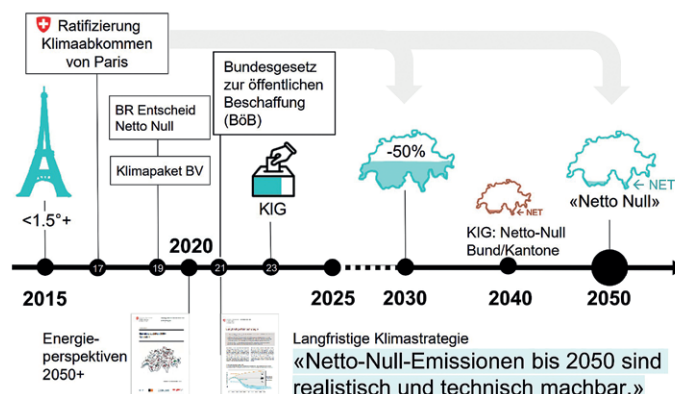 Ratifizierung
Klimaabkommen
von Paris
BR Entscheid
Netto Null
Klimapaket BV
Bundesgesetz
zur öffentlichen
Beschaffung
(BöB)
KIG
<1.5°+
-50%
← NET
KIG: Netto-Null
Bund/Kantone
← NET
«Netto Null»
2020
17
19
21
23
2015
2025
2030
2040
2050
Energie-
perspektiven
2050+
Langfristige Klimastrategie
«Netto-Null-Emissionen bis 2050 sind
realistisch und technisch machbar.»